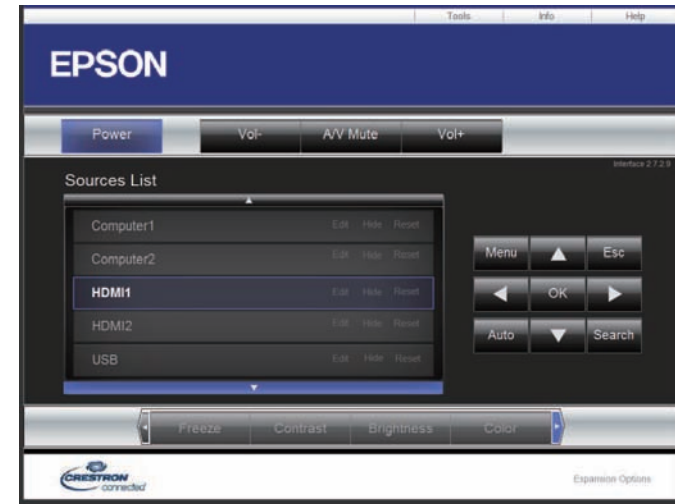 Tools Info Help
EPSON
Power Vol- A/V Mute Vol+
Interface 2.7.2.9
Sources List
Computer1 Edit Hide Reset
Computer2 Edit Hide Reset
HDMI1 Edit Hide Reset
HDMI2 Edit Hide Reset
USB Edit Hide Reset
Menu Esc
OK
Auto Search
Freeze Contrast Brightness Color
CRESTRON
connected
Expansion Options